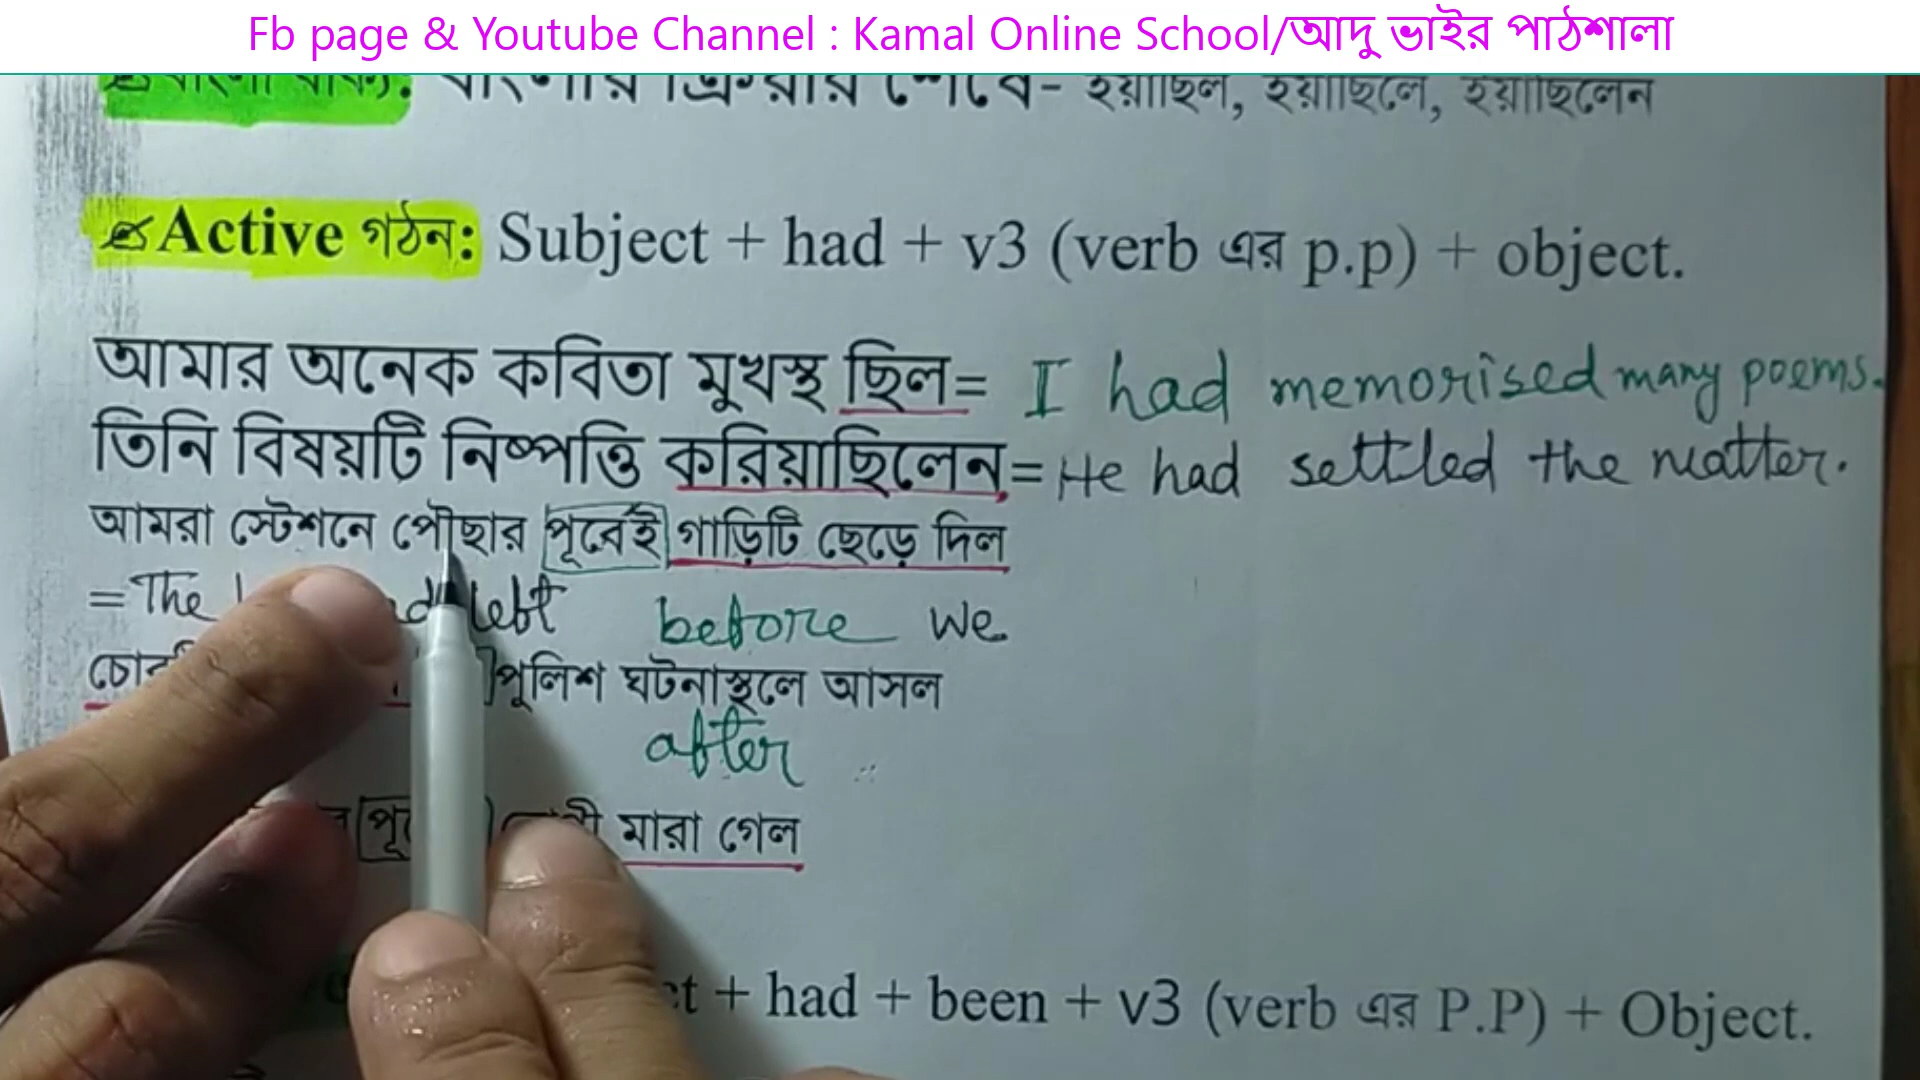 Fb page & Youtube Channel : Kamal Online School/আদু ভাইর পাঠশালা
বাংলা বাক্য: বাংলার ক্রিয়ার শেষে- হয়াছিল, হয়াছিলে, হয়াছিলেন
Active গঠন: Subject + had + v3 (verb এর p.p) + object.
আমার অনেক কবিতা মুখস্থ ছিল= I had memorised many poems.
তিনি বিষয়টি নিষ্পত্তি করিয়াছিলেন= He had settled the matter.
আমরা স্টেশনে পৌছার পূর্বেই গাড়িটি ছেড়ে দিল
= The left before we
পুলিশ ঘটনাস্থলে আসল
after
মারা গেল
+ had + been + v3 (verb এর P.P) + Object.